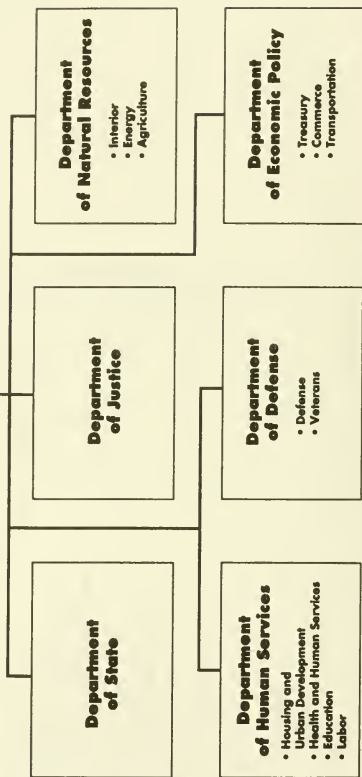 Department
of State
Department
of Justice
Department
of Natural Resources
• Interior
• Energy
• Agriculture
Department
of Human Services
• Housing and
Urban Development
• Health and Human Services
• Education
• Labor
Department
of Defense
• Defense
• Veterans
Department
of Economic Policy
• Treasury
• Commerce
• Transportation